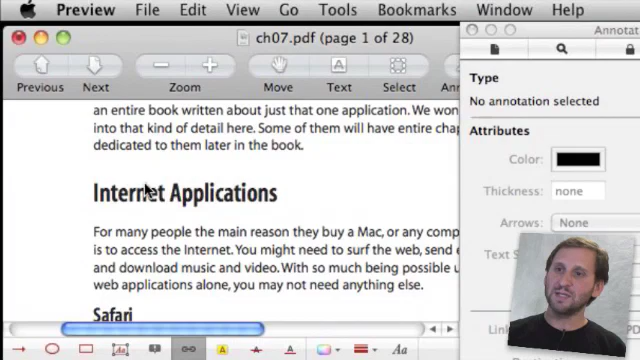 Preview File Edit View Go Tools Bookmarks Window Help
ch07.pdf (page 1 of 28)
Previous Next Zoom Move Text Select
an entire book written about just that one application. We won
into that kind of detail here. Some of them will have entire
dedicated to them later in the book.
Internet Applications
For many people the main reason they buy a Mac, or any
is to access the Internet. You might need to surf the web, send
and download music and video. With so much being possible
web applications alone, you may not need anything else.
Safari
Aa
A A A Aa
Type
No annotation selected
Attributes
Color:
Thickness: none
Arrows: None
Text